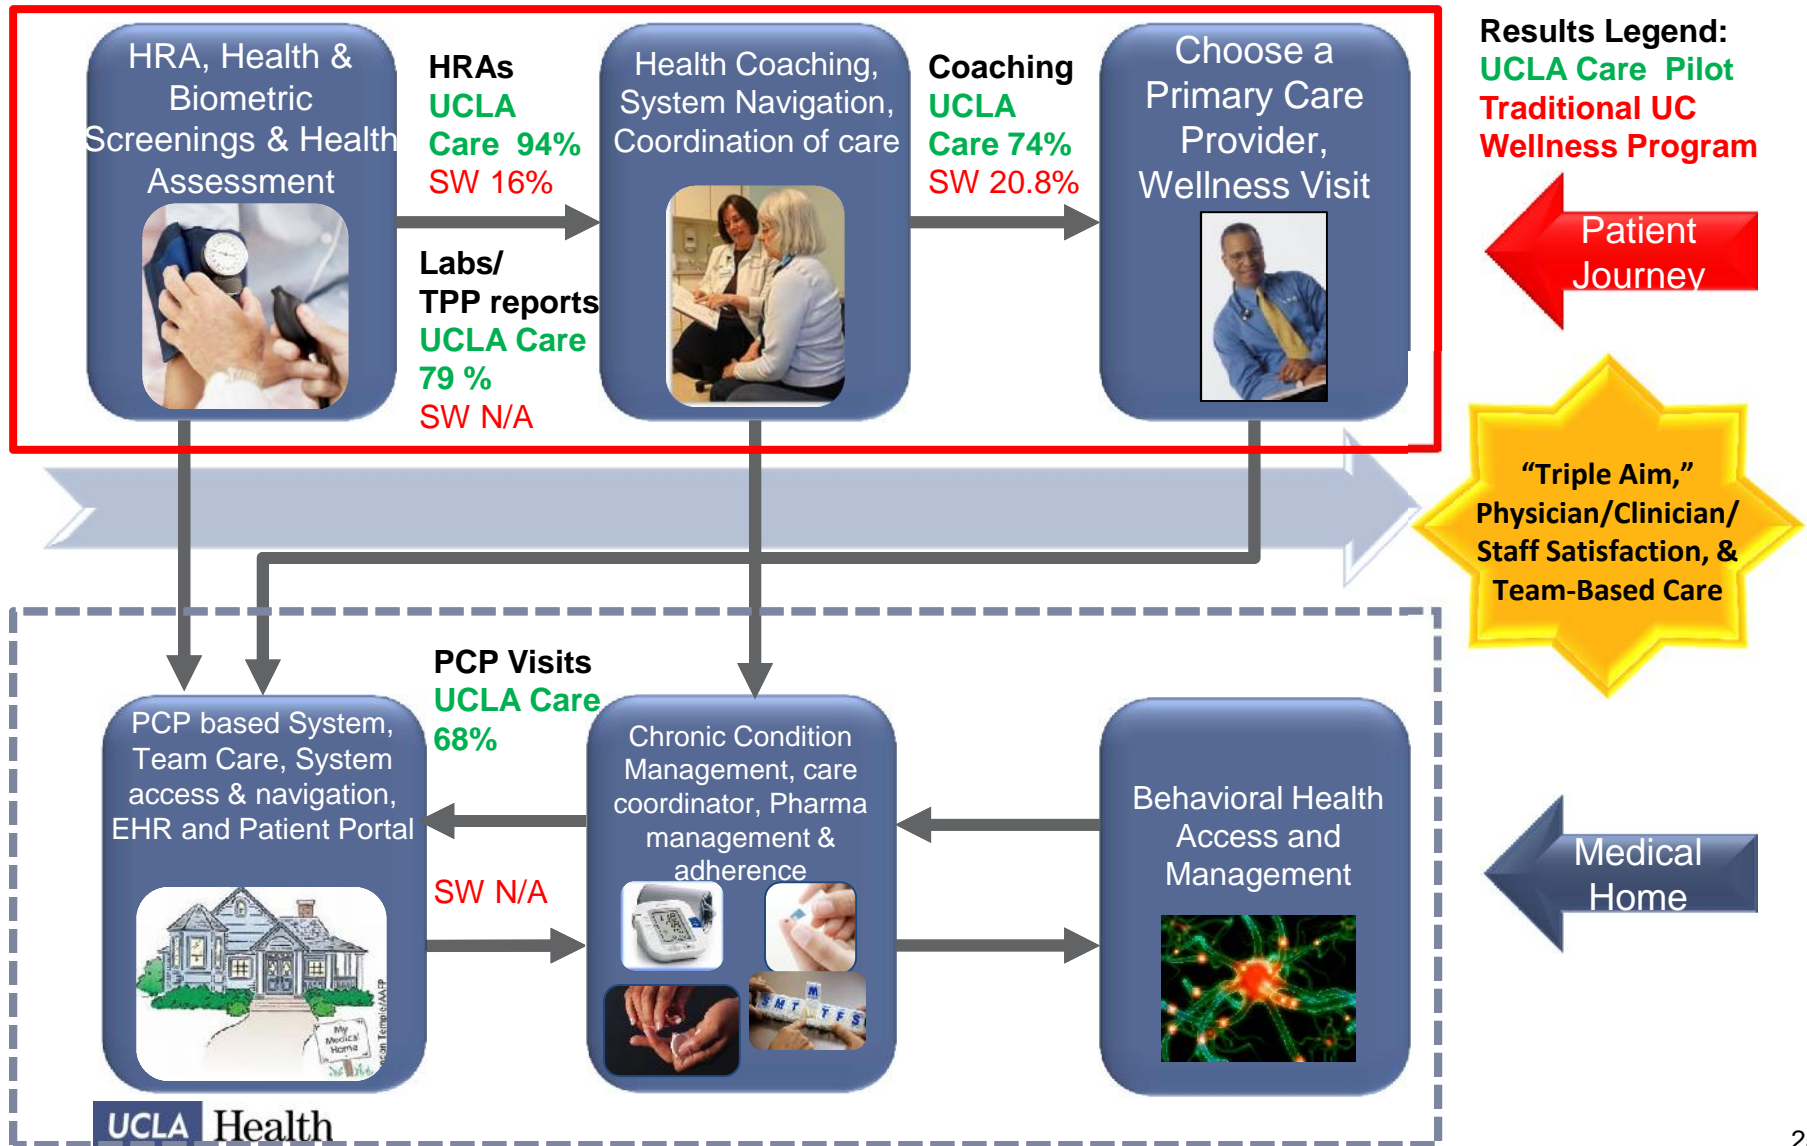 HRA, Health &
Biometric
Screenings & Health
Assessment
HRAs
UCLA
Care 94%
SW 16%
Labs/
TPP reports
UCLA Care
79 %
SW N/A
Health Coaching,
System Navigation,
Coordination of care
Coaching
UCLA
Care 74%
SW 20.8%
Choose a
Primary Care
Provider,
Wellness Visit
Results Legend:
UCLA Care Pilot
Traditional UC
Wellness Program
Patient
Journey
“Triple Aim,”
Physician/Clinician/
Staff Satisfaction, &
Team-Based Care
PCP based System,
Team Care, System
access & navigation,
EHR and Patient Portal
My
Medical
Home
PCP Visits
UCLA Care
68%
SW N/A
Chronic Condition
Management, care
coordinator, Pharma
management &
adherence
M
S M T T F S
Behavioral Health
Access and
Management
Medical
Home
UCLA Health